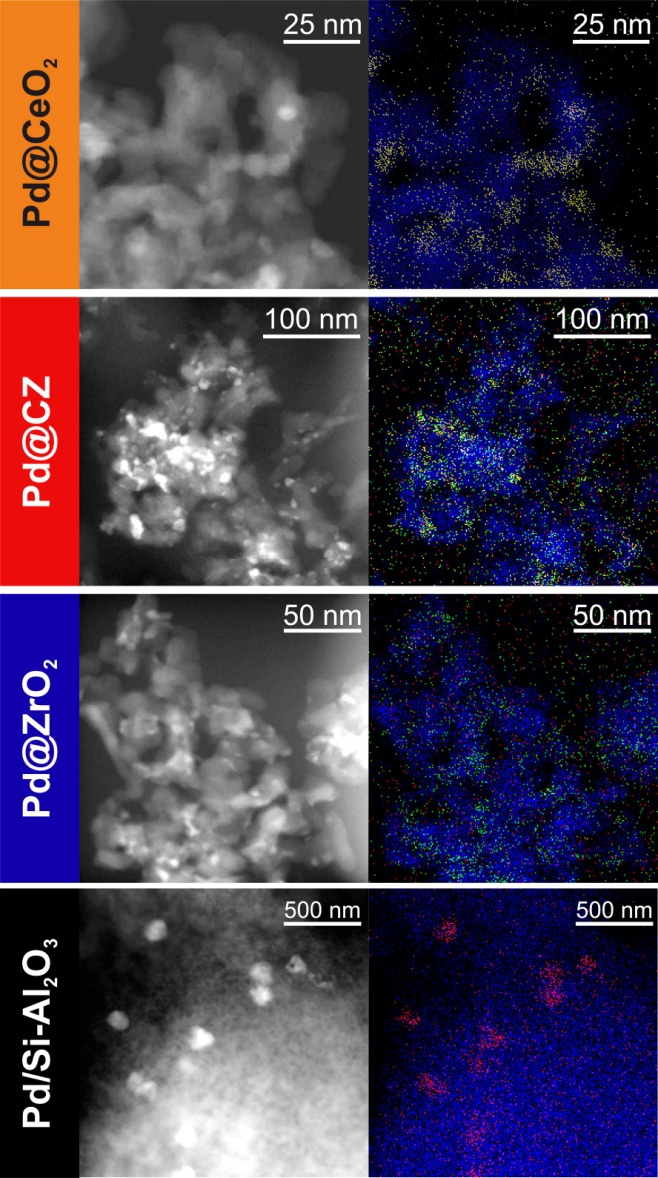 Pd@CeO₂
25 nm
25 nm
Pd@CZ
100 nm
100 nm
Pd@ZrO₂
50 nm
50 nm
Pd/Si-Al₂O₃
500 nm
500 nm